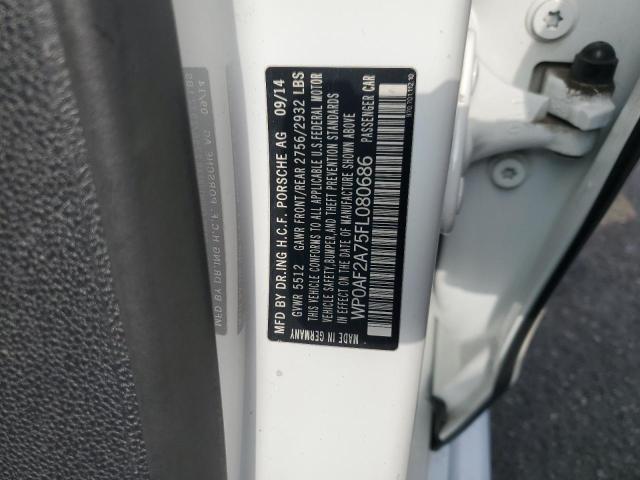 MFD BY DR.ING H.C.F. PORSCHE AG 09/14
GVWR 5512 GAWR FRONT/REAR 2756/2932 LBS
THIS VEHICLE CONFORMS TO ALL APPLICABLE U.S.FEDERAL MOTOR
VEHICLE SAFETY,BUMPER,AND THEFT PREVENTION STANDARDS
IN EFFECT ON THE DATE OF MANUFACTURE SHOWN ABOVE
WP0AF2A75FL080686 PASSENGER CAR
MADE IN GERMANY